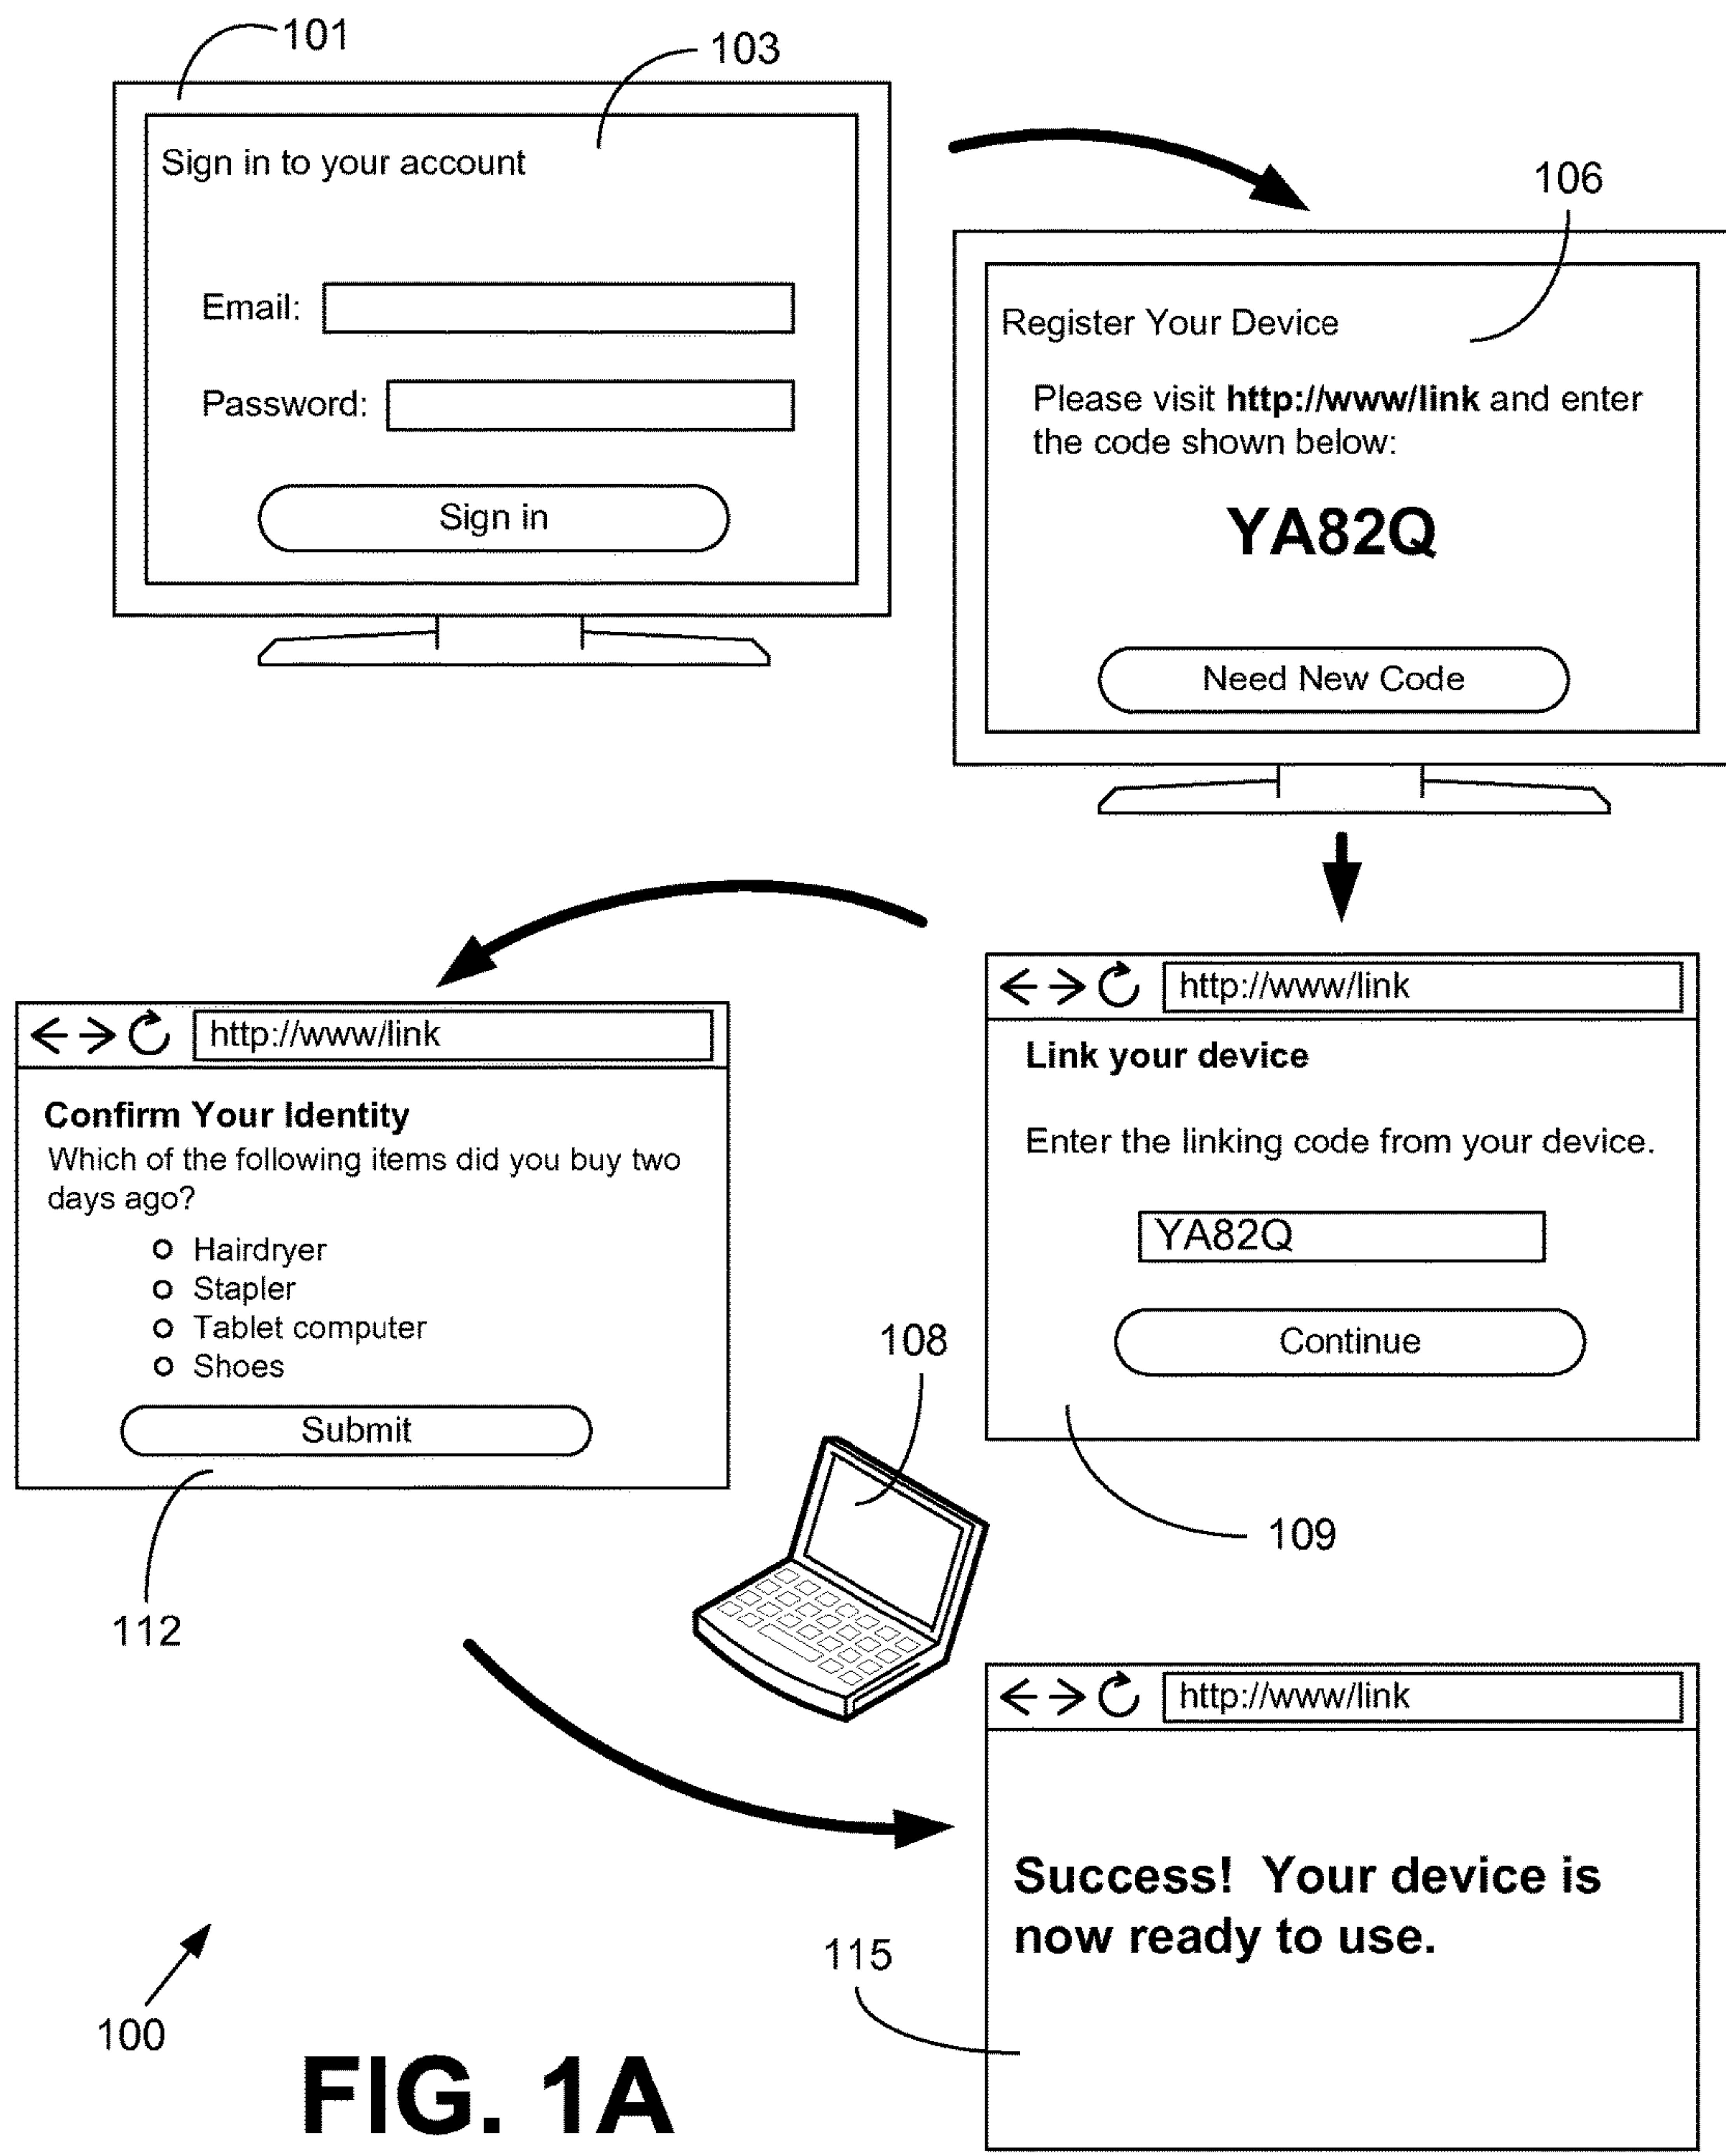 101
103
Sign in to your account
Email:
Password:
Sign in
106
Register Your Device
Please visit http://www/link and enter
the code shown below:
YA82Q
Need New Code
http://www/link
Link your device
Enter the linking code from your device.
YA82Q
Continue
109
http://www/link
Confirm Your Identity
Which of the following items did you buy two
days ago?
Hairdryer
Stapler
Tablet computer
Shoes
Submit
112
108
http://www/link
Success! Your device is
now ready to use.
115
100
FIG. 1A